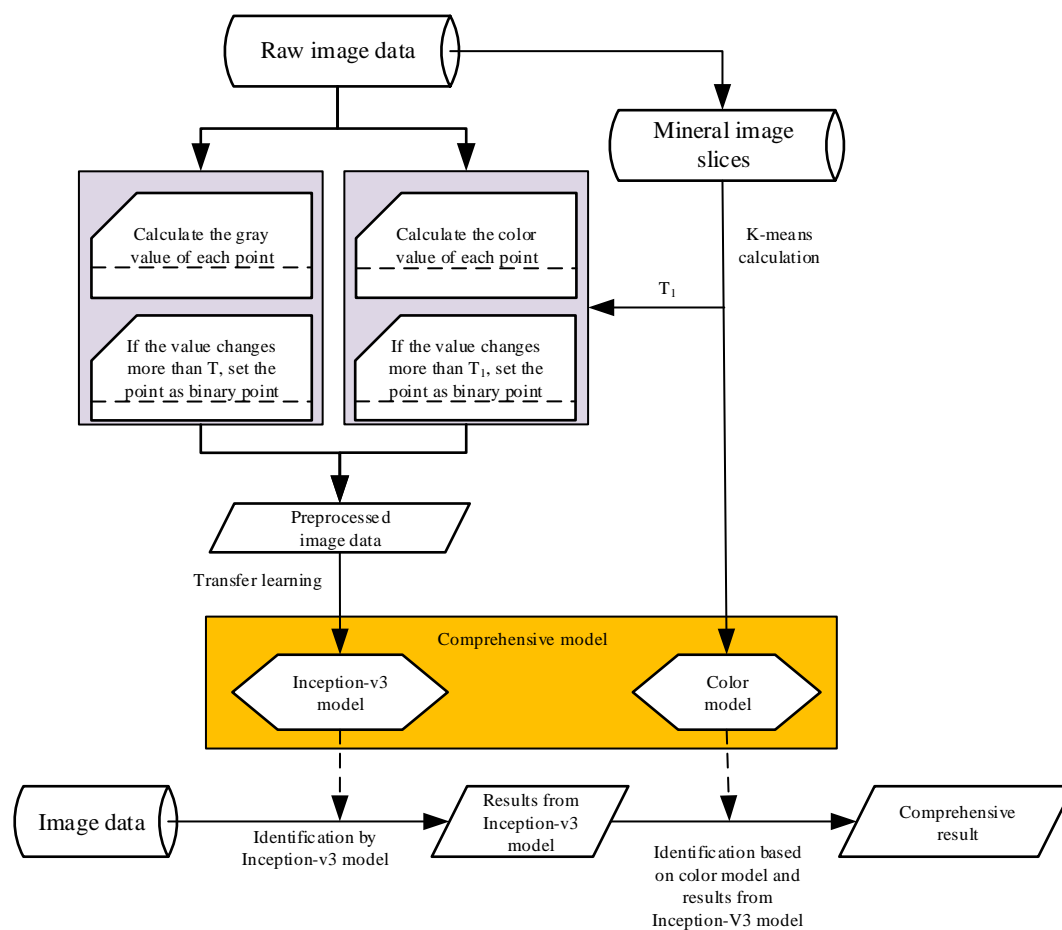 Raw image data
Mineral image
slices
Calculate the gray
value of each point
Calculate the color
value of each point
K-means
calculation
T₁
If the value changes
more than T, set the
point as binary point
If the value changes
more than T₁, set the
point as binary point
Preprocessed
image data
Transfer learning
Comprehensive model
Inception-v3
model
Color
model
Image data
Identification by
Inception-v3 model
Results from
Inception-v3
model
Identification based
on color model and
results from
Inception-V3 model
Comprehensive
result